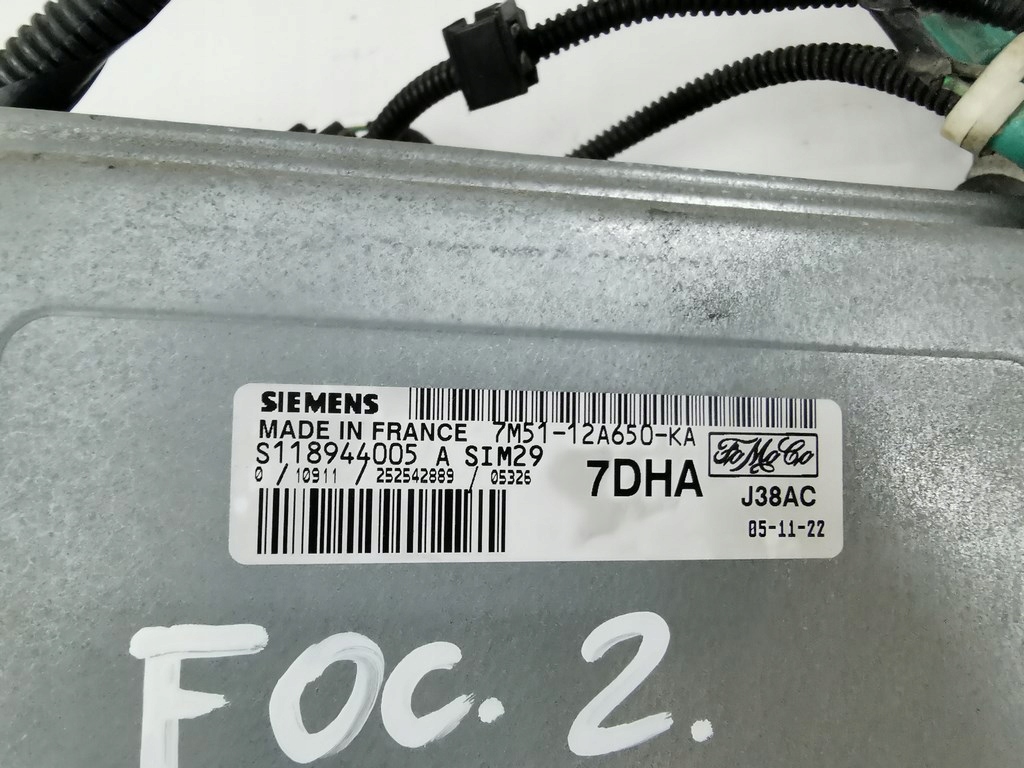 SIEMENS
MADE IN FRANCE 7M51-12A650-KA
S118944005 A SIM29
0 / 10911 / 252542889 / 05326
7DHA
FoMoCo
J38AC
05-11-22
FOC. 2.